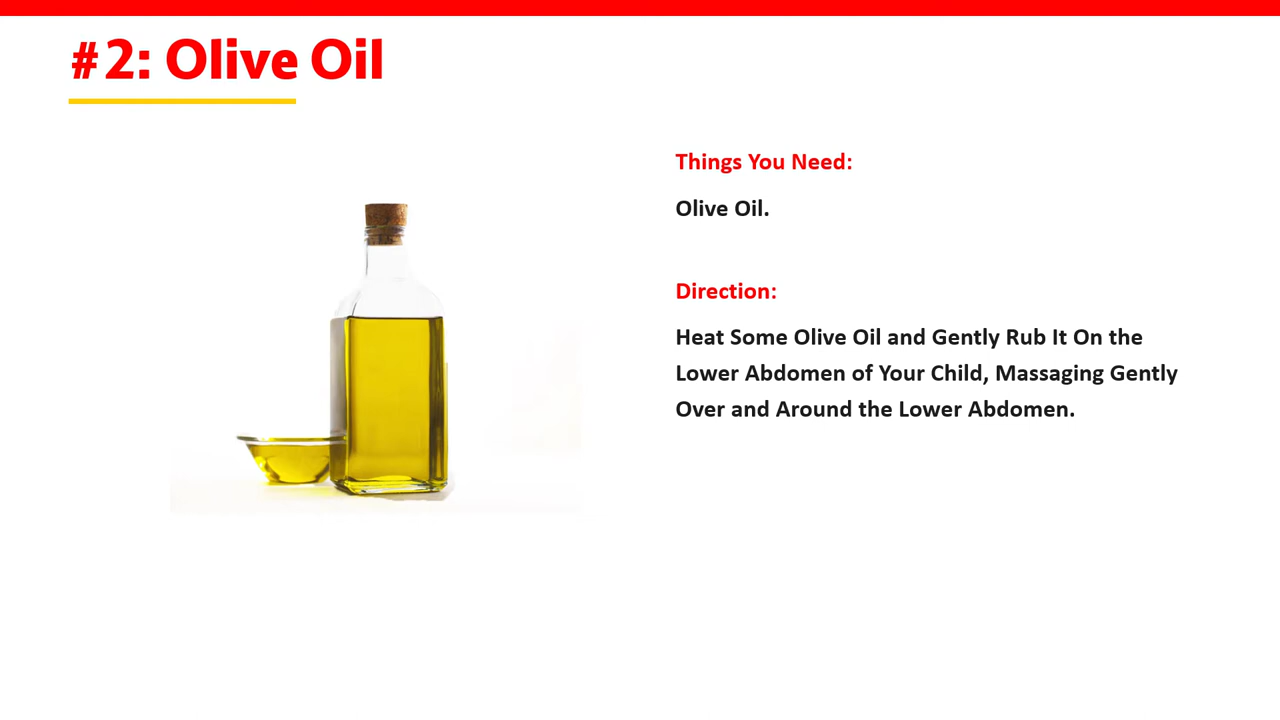 #2: Olive Oil
Things You Need:
Olive Oil.
Direction:
Heat Some Olive Oil and Gently Rub It On the
Lower Abdomen of Your Child, Massaging Gently
Over and Around the Lower Abdomen.